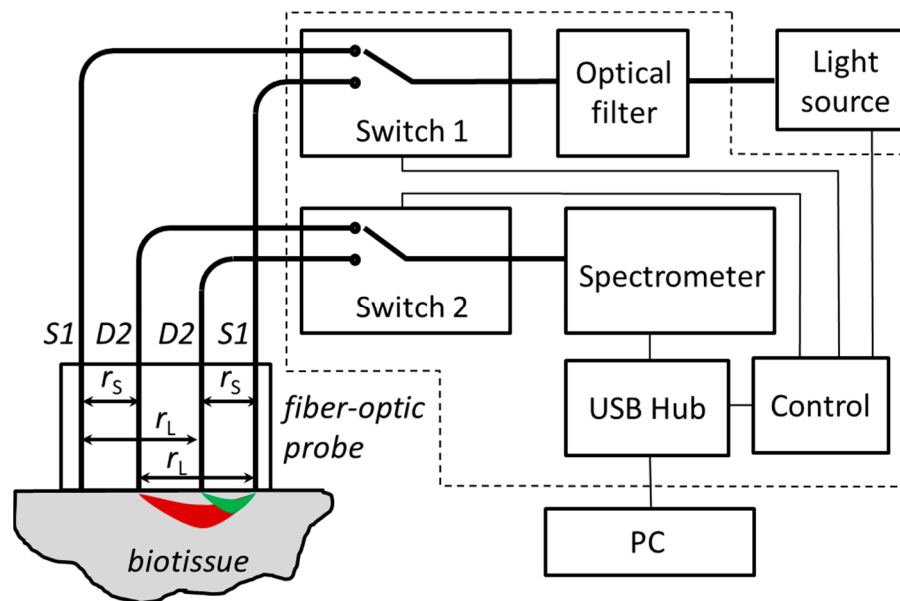 Optical
filter
Light
source
Switch 1
Switch 2
Spectrometer
S1 D2 D2 S1
rS rS
rL
rL
fiber-optic
probe
USB Hub
Control
biotissue
PC